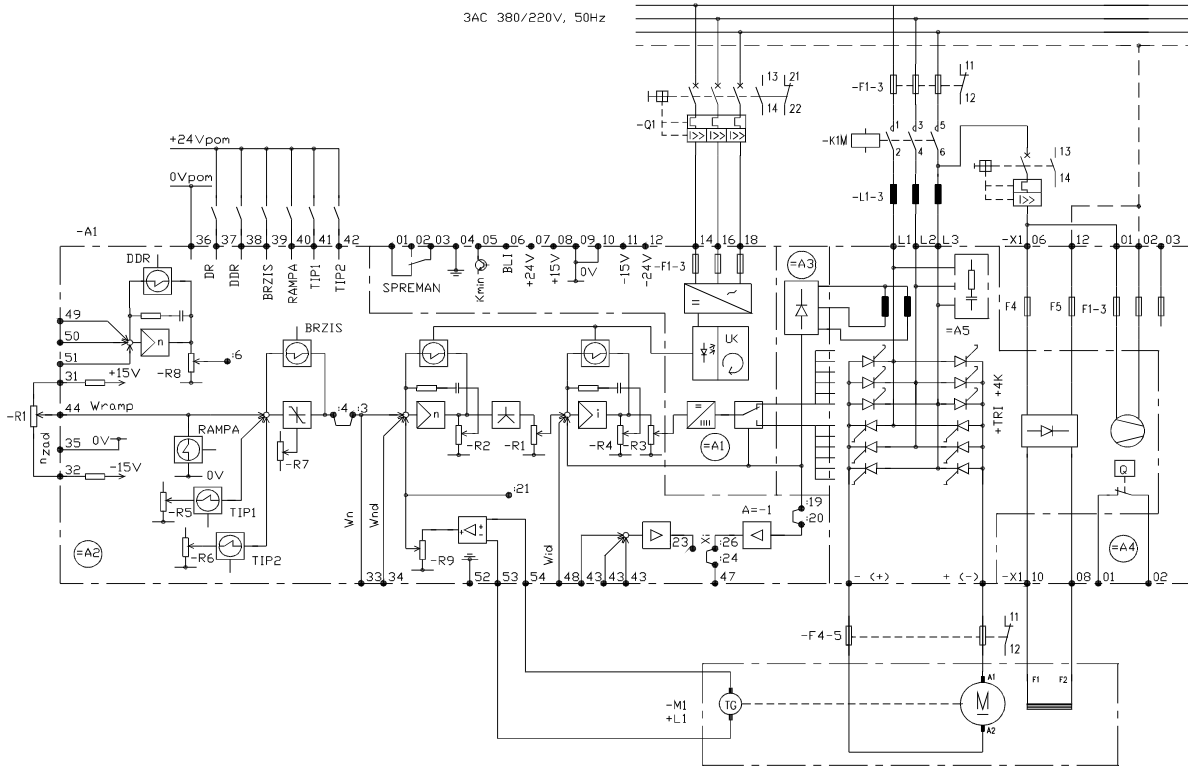 3AC 380/220V, 50Hz
-Q1
13
14
21
22
I>> I>> I>>
-F1-3
11
12
-K1M
1 3 5
2 4 6
-L1-3
13
14
I>>
+24Vpom
0Vpom
-A1
36 37 38 39 40 41 42
DR
DDR
BRZIS
RAMPA
TIP1
TIP2
01 02 03 04 05 06 07 08 09 10 11 12
SPREMAN
Kmin
BLI
+24V
+15V
0V
-15V
-24V
14 16 18
-F1-3
L1 L2 L3
-X1 06 12 01 02 03
DDR
n
-R8
:6
49
50
51
31
+15V
-R1
44
Wramp
nzad
35
0V
32
-15V
RAMPA
0V
BRZIS
-R7
-R5
TIP1
-R6
TIP2
=A2
:4 :3
n
-R2
-R1
i
-R4
-R3
=A1
UK
=A3
=A5
+TRI +4K
F4
F5
F1-3
Q
=A4
Wn
Wnd
:21
-R9
Wid
A=-1
:19
:20
23
X
:26
:24
33 34 52 53 54 48 43 43 43 47
- (+)
+ (-)
-X1 10 08 01 02
-F4-5
11
12
-M1
+L1
TG
M
A1
A2
F1 F2